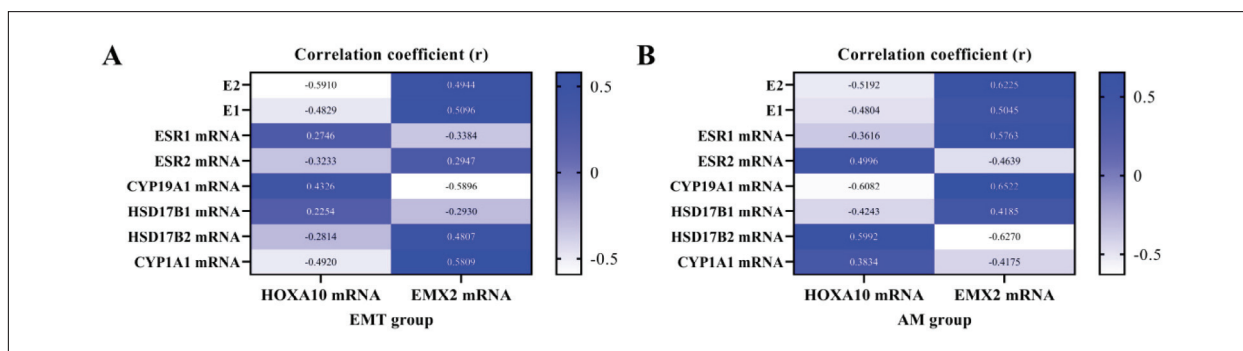 A
Correlation coefficient (r)
E2 -0.5910 0.4944
E1 -0.4829 0.5096
ESR1 mRNA 0.2746 -0.3384
ESR2 mRNA -0.3233 0.2947
CYP19A1 mRNA 0.4326 -0.5896
HSD17B1 mRNA 0.2254 -0.2930
HSD17B2 mRNA -0.2814 0.4807
CYP1A1 mRNA -0.4920 0.5809
HOXA10 mRNA EMX2 mRNA
EMT group
0.5
0
-0.5
B
Correlation coefficient (r)
E2 -0.5192 0.6225
E1 -0.4804 0.5045
ESR1 mRNA -0.3616 0.5763
ESR2 mRNA 0.4996 -0.4639
CYP19A1 mRNA -0.6082 0.6522
HSD17B1 mRNA -0.4243 0.4185
HSD17B2 mRNA 0.5992 -0.6270
CYP1A1 mRNA 0.3834 -0.4175
HOXA10 mRNA EMX2 mRNA
AM group
0.5
0
-0.5